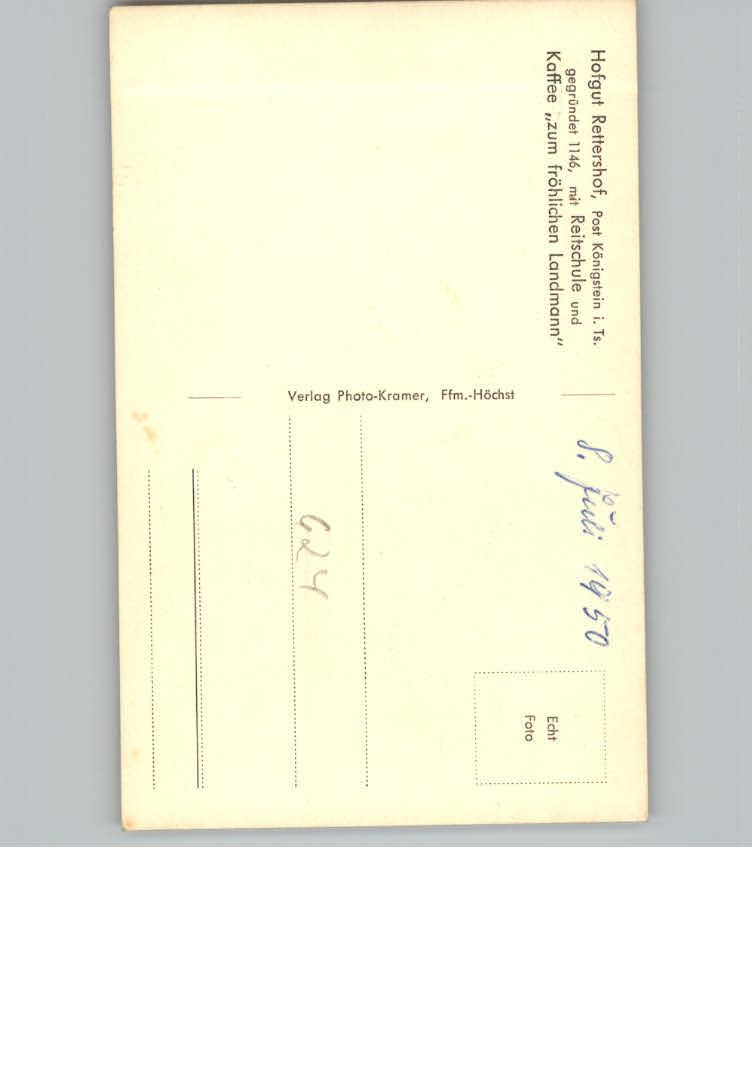 Hofgut Rettershof, Post Königstein i. Ts.
gegründet 1146, mit Reitschule und
Kaffee „zum fröhlichen Landmann“
Verlag Photo-Kramer, Ffm.-Höchst
8. Juli 1950
624
Echt
Foto